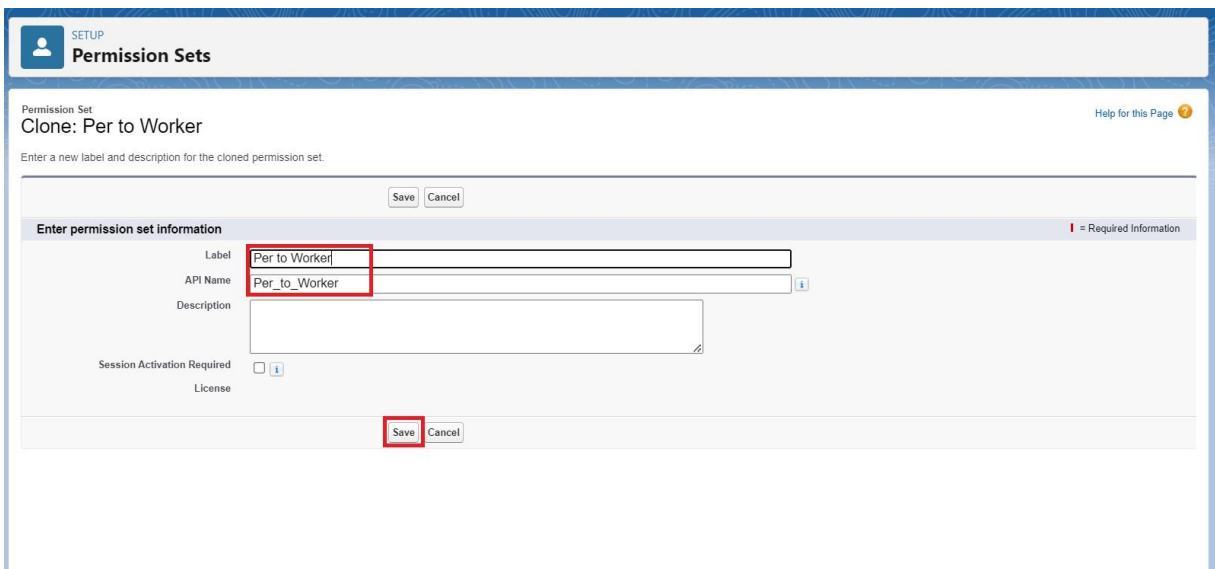 SETUP
Permission Sets
Permission Set
Clone: Per to Worker
Help for this Page ?
Enter a new label and description for the cloned permission set.
Save Cancel
Enter permission set information
= Required Information
Label Per to Worker
API Name Per_to_Worker i
Description
Session Activation Required i
License
Save Cancel